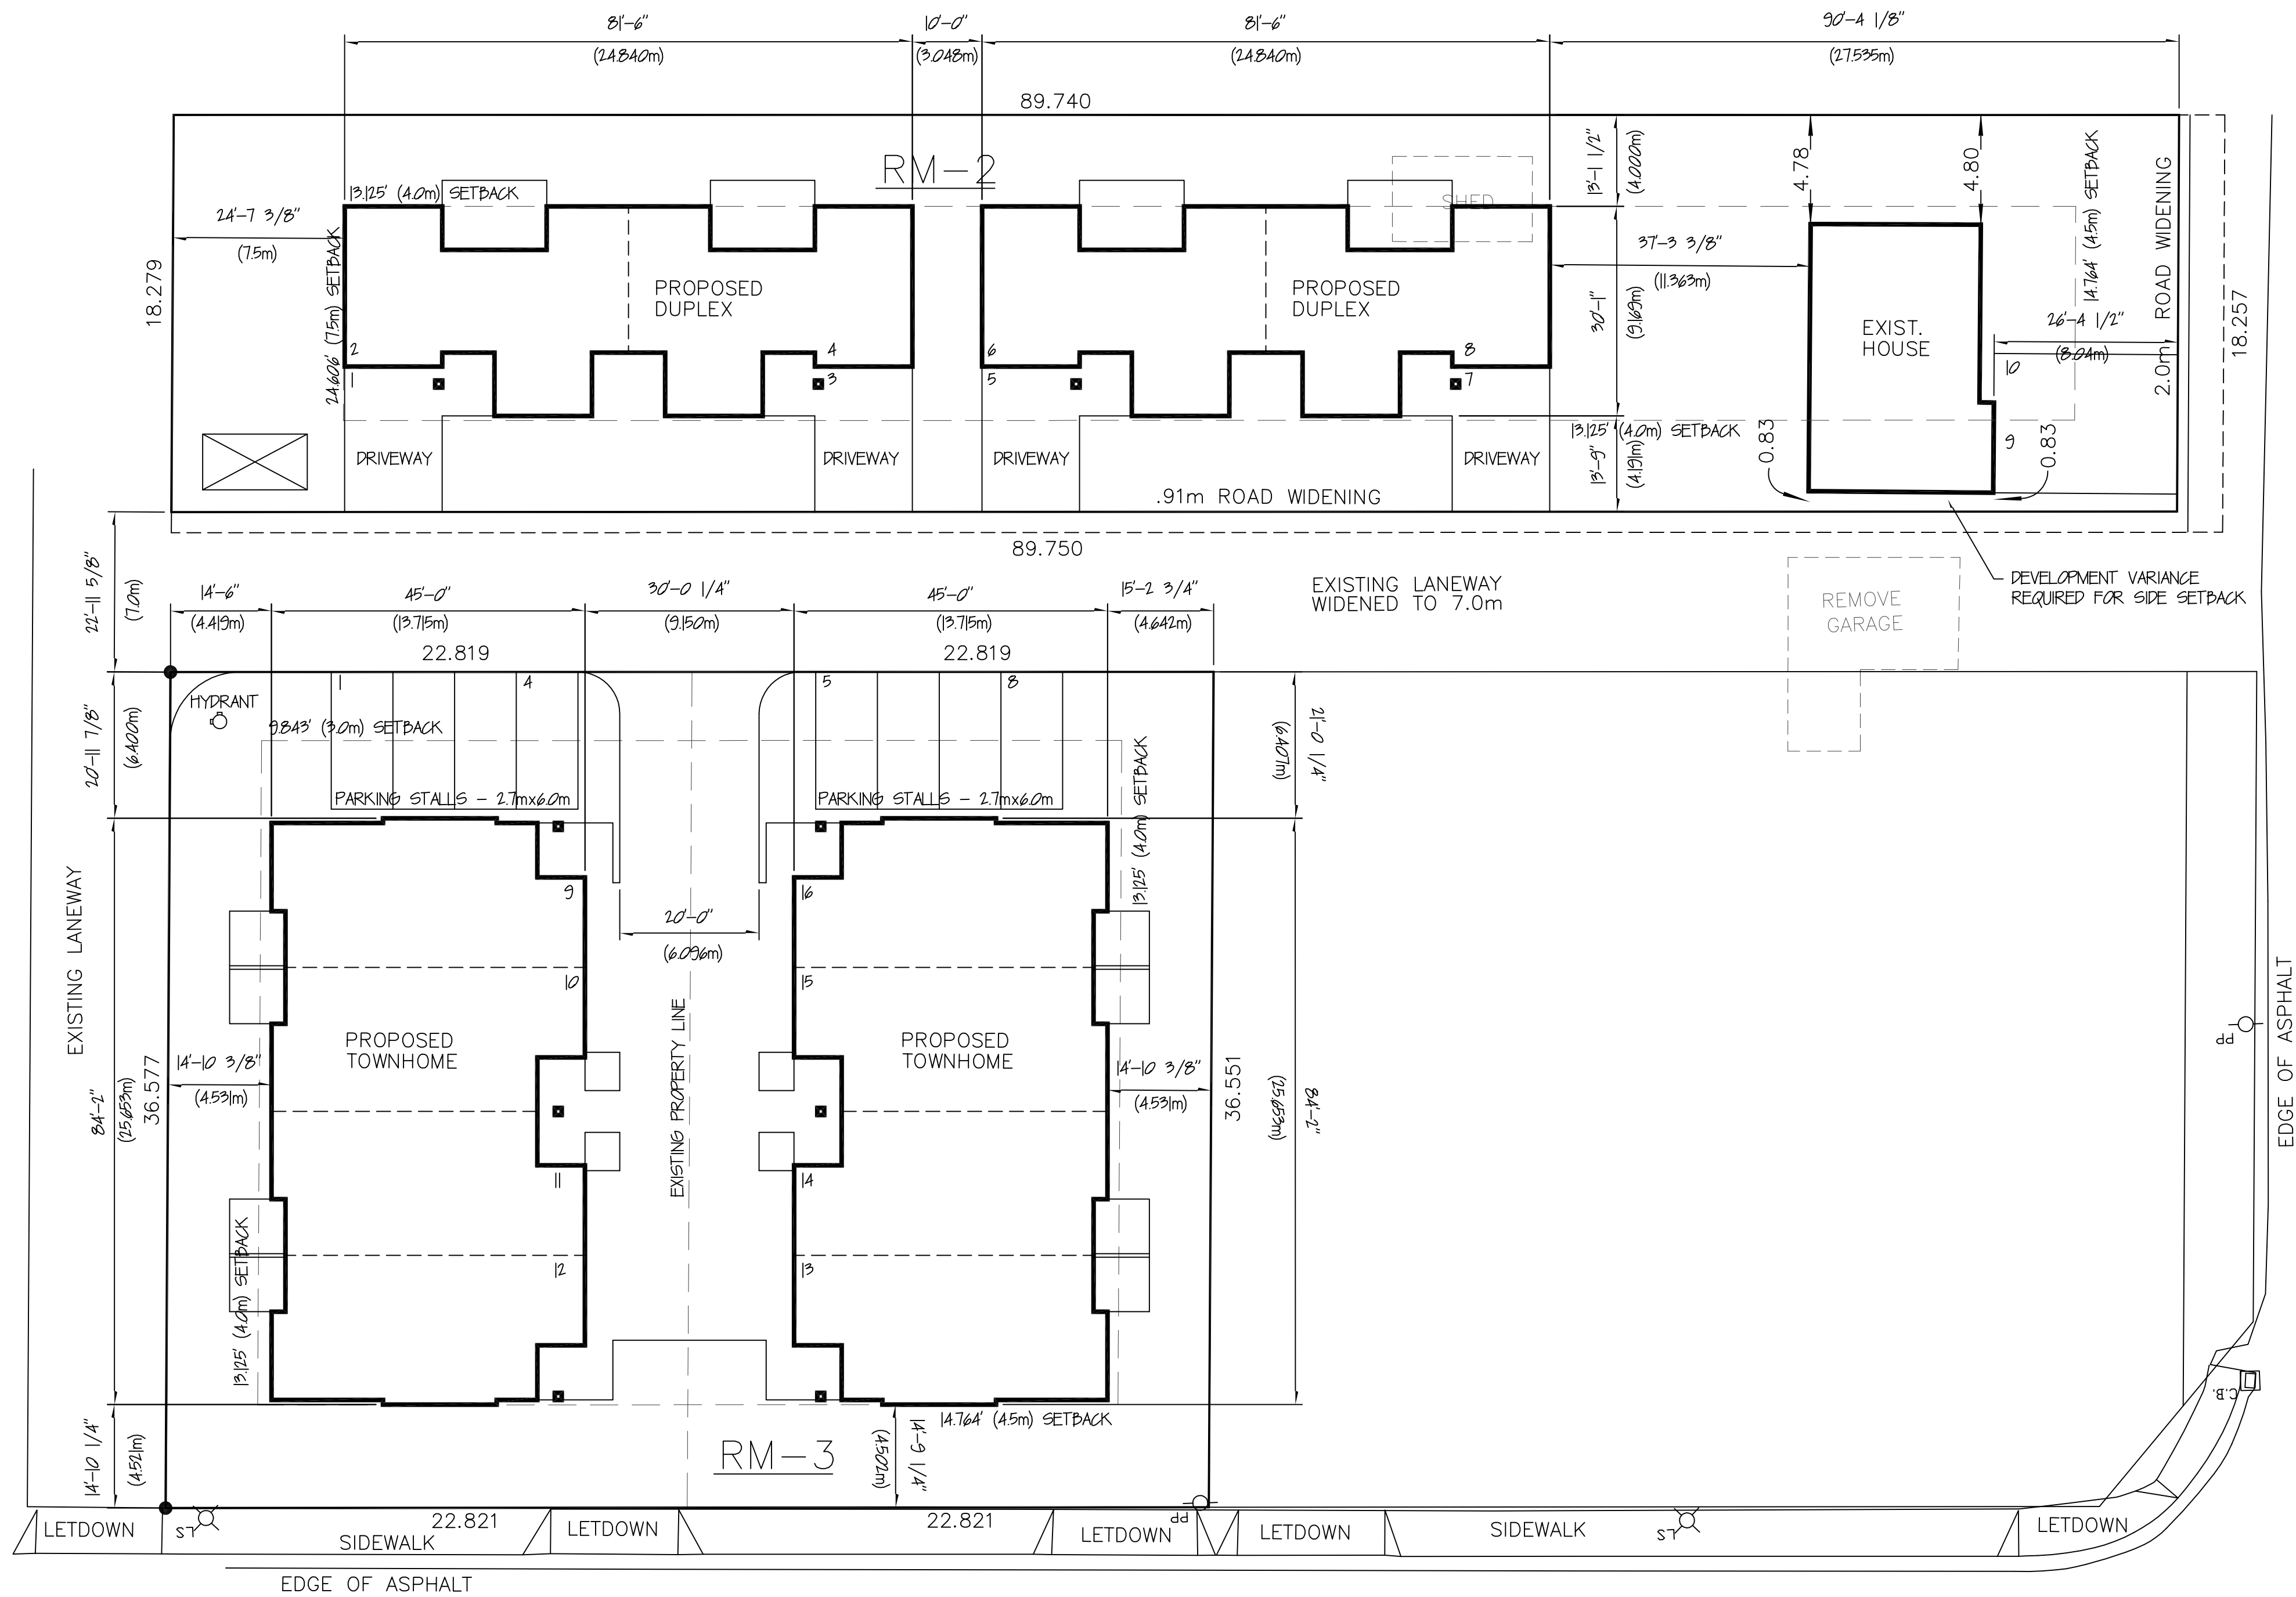 81'-6"
(24.840m)
10'-0"
(3.048m)
81'-6"
(24.840m)
90'-4 1/8"
(27.535m)
89.740
RM-2
13.125' (4.0m) SETBACK
24'-7 3/8"
(7.5m)
24.606' (7.5m) SETBACK
18.279
PROPOSED
DUPLEX
2
1
4
3
PROPOSED
DUPLEX
6
5
8
7
SHED
13'-1 1/2"
(4.000m)
37'-3 3/8"
(11.363m)
30'-1"
(9.169m)
13.125' (4.0m) SETBACK
13'-9"
(4.191m)
4.78
4.80
EXIST.
HOUSE
14.764' (4.5m) SETBACK
2.0m ROAD WIDENING
26'-4 1/2"
(8.04m)
10
9
18.257
0.83
0.83
DRIVEWAY
DRIVEWAY
DRIVEWAY
DRIVEWAY
.91m ROAD WIDENING
89.750
22'-11 5/8"
(7.0m)
EXISTING LANEWAY
WIDENED TO 7.0m
REMOVE
GARAGE
DEVELOPMENT VARIANCE
REQUIRED FOR SIDE SETBACK
14'-6"
(4.419m)
45'-0"
(13.715m)
30'-0 1/4"
(9.150m)
45'-0"
(13.715m)
15'-2 3/4"
(4.642m)
22.819
22.819
HYDRANT
1
4
5
8
9.843' (3.0m) SETBACK
20'-11 7/8"
(6.400m)
21'-0 1/4"
(6.407m)
PARKING STALLS - 2.7mx6.0m
PARKING STALLS - 2.7mx6.0m
13.125' (4.0m) SETBACK
9
16
20'-0"
(6.096m)
10
15
EXISTING LANEWAY
PROPOSED
TOWNHOME
PROPOSED
TOWNHOME
EXISTING PROPERTY LINE
14'-10 3/8"
(4.531m)
14'-10 3/8"
(4.531m)
84'-2"
(25.653m)
36.577
36.551
(25.653m)
84'-2"
11
14
12
13
13.125' (4.0m) SETBACK
EDGE OF ASPHALT
PP
C.B.
14.764' (4.5m) SETBACK
14'-10 1/4"
(4.521m)
RM-3
(4.502m)
14'-9 1/4"
LETDOWN
LS
SIDEWALK
22.821
LETDOWN
22.821
LETDOWN
PP
LETDOWN
SIDEWALK
LS
LETDOWN
EDGE OF ASPHALT